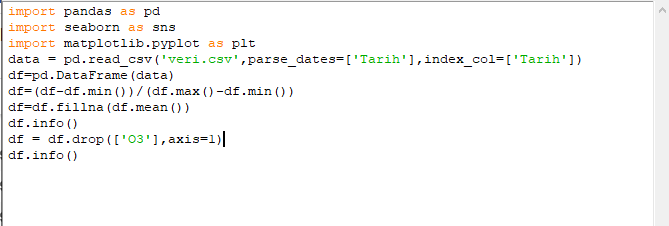 import pandas as pd
import seaborn as sns
import matplotlib.pyplot as plt
data = pd.read_csv('veri.csv',parse_dates=['Tarih'],index_col=['Tarih'])
df=pd.DataFrame(data)
df=(df-df.min())/(df.max()-df.min())
df=df.fillna(df.mean())
df.info()
df = df.drop(['O3'],axis=1)
df.info()